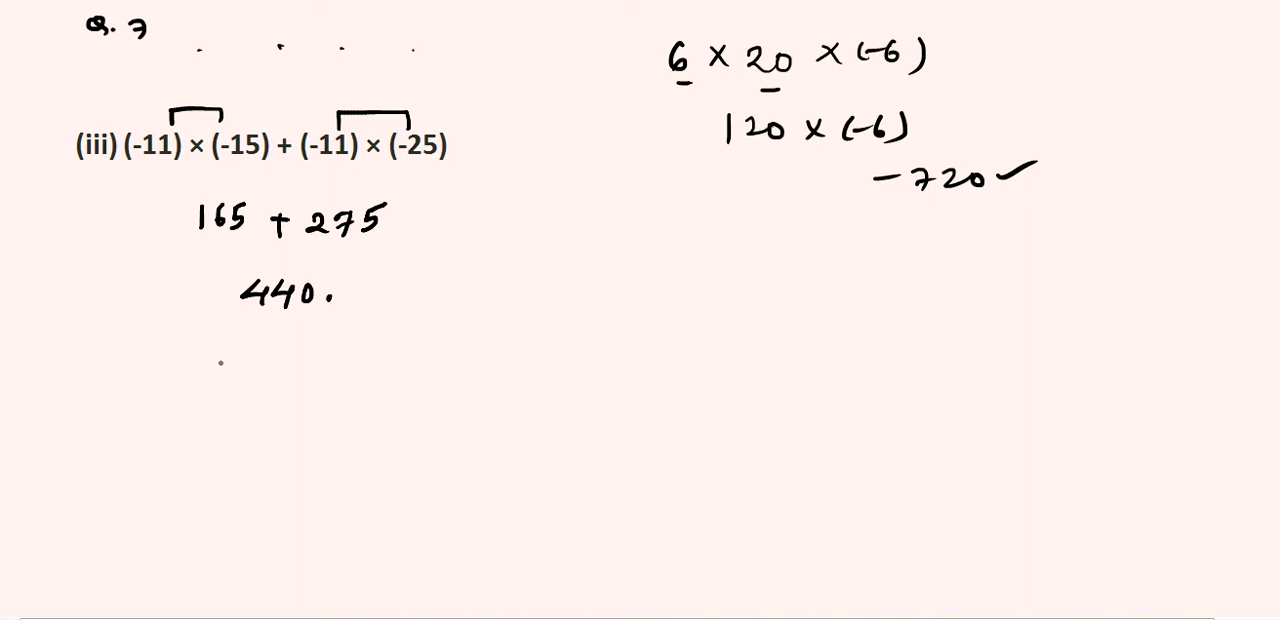 Q. 7
(iii) (-11) × (-15) + (-11) × (-25)
165 + 275
440.
6 × 20 × (-6)
120 × (-6)
-720 ✓